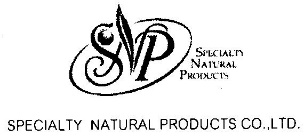 SNP
SPECIALTY
NATURAL
PRODUCTS
SPECIALTY NATURAL PRODUCTS CO.,LTD.